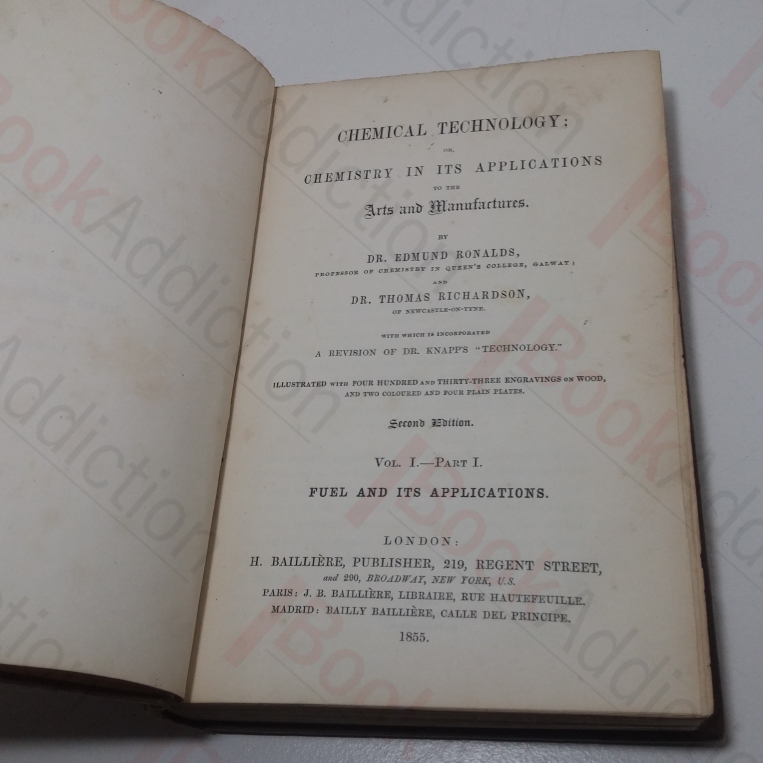 CHEMICAL TECHNOLOGY;
OR,
CHEMISTRY IN ITS APPLICATIONS
TO THE
Arts and Manufactures.
BY
DR. EDMUND RONALDS,
PROFESSOR OF CHEMISTRY IN QUEEN'S COLLEGE, GALWAY;
AND
DR. THOMAS RICHARDSON,
OF NEWCASTLE-ON-TYNE.
WITH WHICH IS INCORPORATED
A REVISION OF DR. KNAPP'S "TECHNOLOGY."
ILLUSTRATED WITH FOUR HUNDRED AND THIRTY-THREE ENGRAVINGS ON WOOD,
AND TWO COLOURED AND FOUR PLAIN PLATES.
Second Edition.
VOL. I.—PART I.
FUEL AND ITS APPLICATIONS.
LONDON:
H. BAILLIÈRE, PUBLISHER, 219, REGENT STREET,
and 290, BROADWAY, NEW YORK, U.S.
PARIS: J. B. BAILLIÈRE, LIBRAIRE, RUE HAUTEFEUILLE.
MADRID: BAILLY BAILLIÈRE, CALLE DEL PRINCIPE.
1855.
BookAddiction